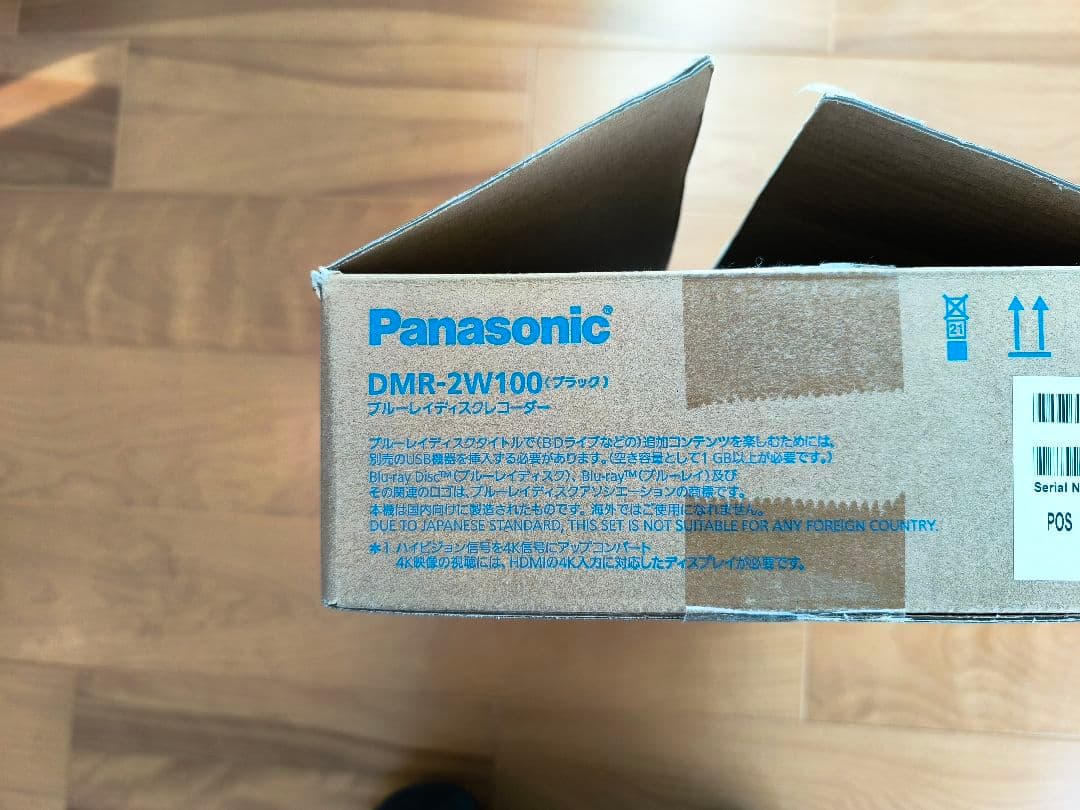 Panasonic®
DMR-2W100(ブラック)
ブルーレイディスクレコーダー
ブルーレイディスクタイトルで(BDライブなどの)追加コンテンツを楽しむためには、
別売のUSB機器を挿入する必要があります。(空き容量として1 GB以上が必要です。)
Blu-ray Disc™(ブルーレイディスク)、Blu-ray™(ブルーレイ)及び
その関連のロゴは、ブルーレイディスクアソシエーションの商標です。
本機は国内向けに製造されたものです。海外ではご使用になれません。
DUE TO JAPANESE STANDARD, THIS SET IS NOT SUITABLE FOR ANY FOREIGN COUNTRY.
*1 ハイビジョン信号を4K信号にアップコンバート
4K映像の視聴には、HDMIの4K入力に対応したディスプレイが必要です。
21
Serial N
POS